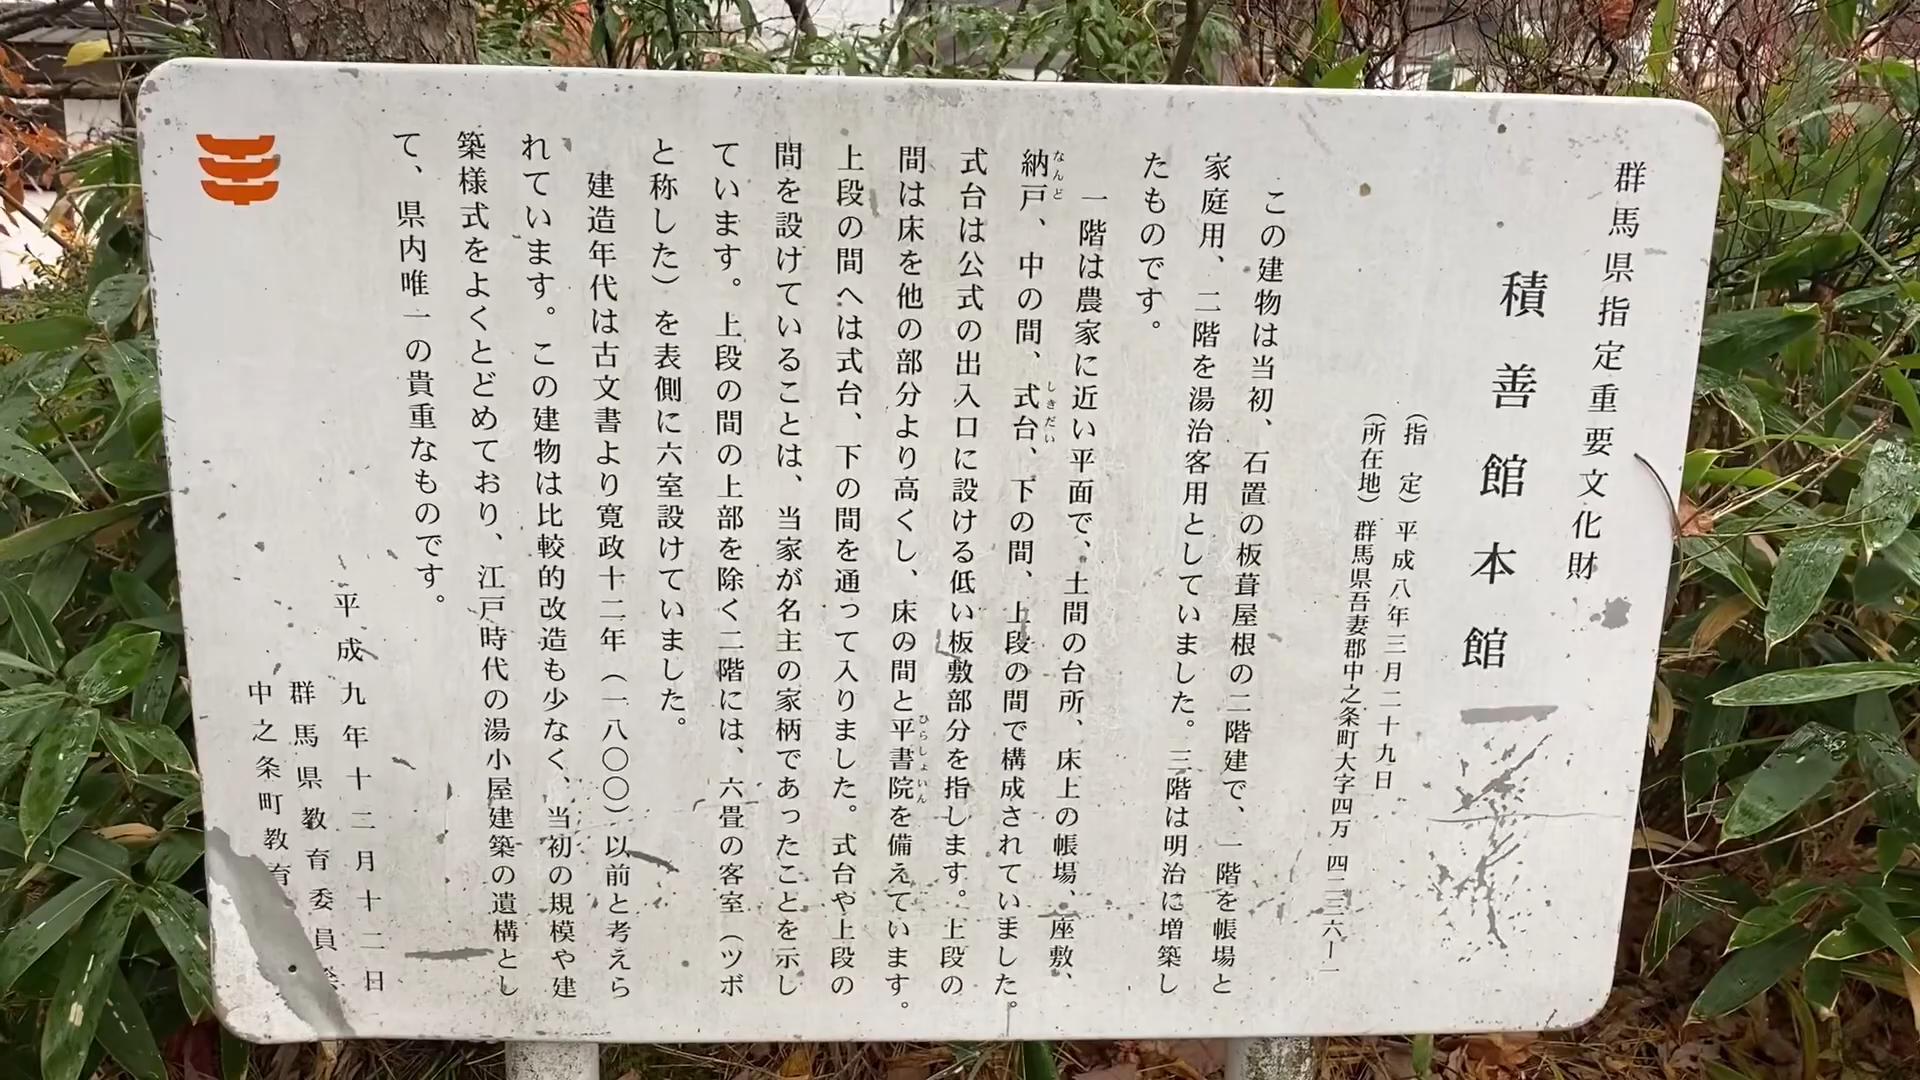 群馬県指定重要文化財
積善館本館
（指　定）平成八年三月二十九日
（所在地）群馬県吾妻郡中之条町大字四万　四二三六ー一
この建物は当初、石置の板葺屋根の二階建で、一階を帳場と
家庭用、二階を湯治客用としていました。三階は明治に増築し
たものです。
一階は農家に近い平面で、土間の台所、床上の帳場、座敷、
納戸、中の間、式台、下の間、上段の間で構成されていました。
なんど
しきだい
式台は公式の出入口に設ける低い板敷部分を指します。上段の
間は床を他の部分より高くし、床の間と平書院を備えています。
ひらしょいん
上段の間へは式台、下の間を通って入りました。式台や上段の
間を設けていることは、当家が名主の家柄であったことを示し
ています。上段の間の上部を除く二階には、六畳の客室（ツボ
と称した）を表側に六室設けていました。
建造年代は古文書より寛政十二年（一八〇〇）以前と考えら
れています。この建物は比較的改造も少なく、当初の規模や建
築様式をよくとどめており、江戸時代の湯小屋建築の遺構とし
て、県内唯一の貴重なものです。
平成九年十二月十二日
群馬県教育委員会
中之条町教育